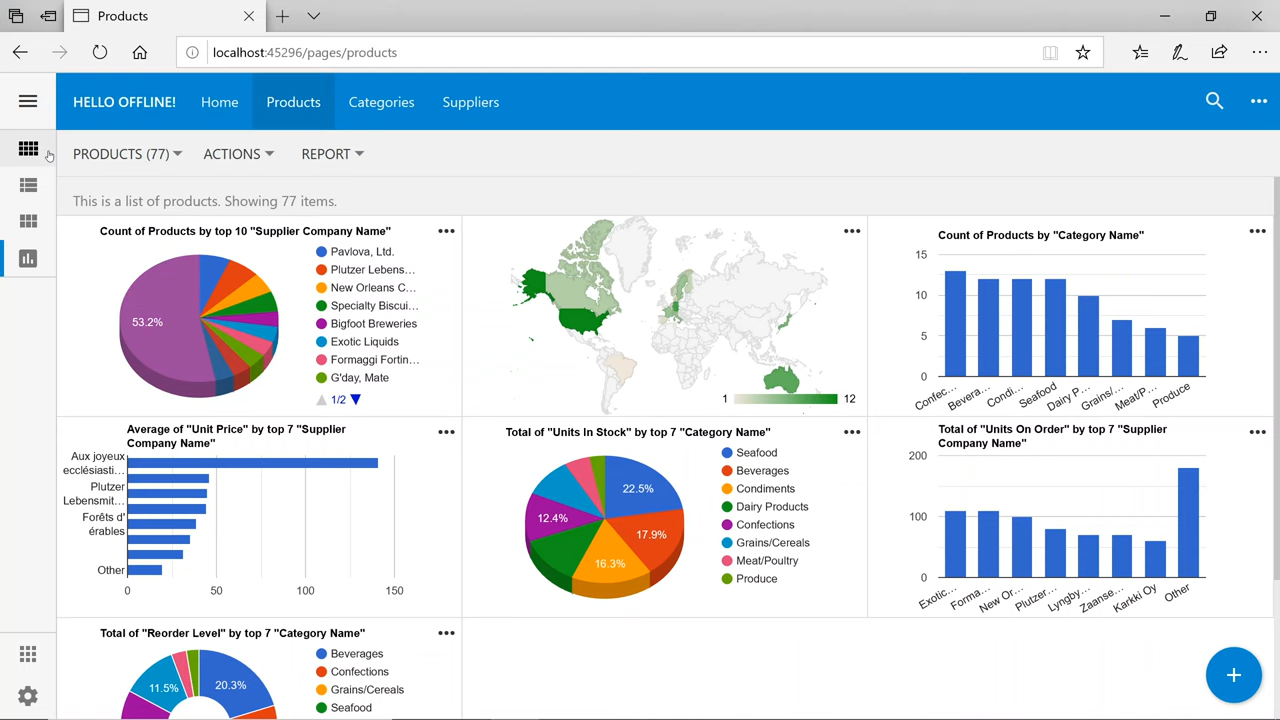 Products
localhost:45296/pages/products
HELLO OFFLINE! Home Products Categories Suppliers
PRODUCTS (77) ACTIONS REPORT
This is a list of products. Showing 77 items.
Count of Products by top 10 "Supplier Company Name"
53.2%
Pavlova, Ltd.
Plutzer Lebens...
New Orleans C...
Specialty Biscui...
Bigfoot Breweries
Exotic Liquids
Formaggi Fortin...
G'day, Mate
1/2
1 12
Count of Products by "Category Name"
15
10
5
0
Confec... Bevera... Condi... Seafood Dairy P... Grains/... Meat/P... Produce
Average of "Unit Price" by top 7 "Supplier
Company Name"
Aux joyeux
ecclésiasti...
Plutzer
Lebensmit...
Forêts d'
érables
Other
0 50 100 150
Total of "Units In Stock" by top 7 "Category Name"
22.5%
17.9%
16.3%
12.4%
Seafood
Beverages
Condiments
Dairy Products
Confections
Grains/Cereals
Meat/Poultry
Produce
Total of "Units On Order" by top 7 "Supplier
Company Name"
200
100
0
Exotic... Forma... New Or... Plutzer... Lyngby... Zaanse... Karkki Oy Other
Total of "Reorder Level" by top 7 "Category Name"
11.5%
20.3%
Beverages
Confections
Grains/Cereals
Seafood